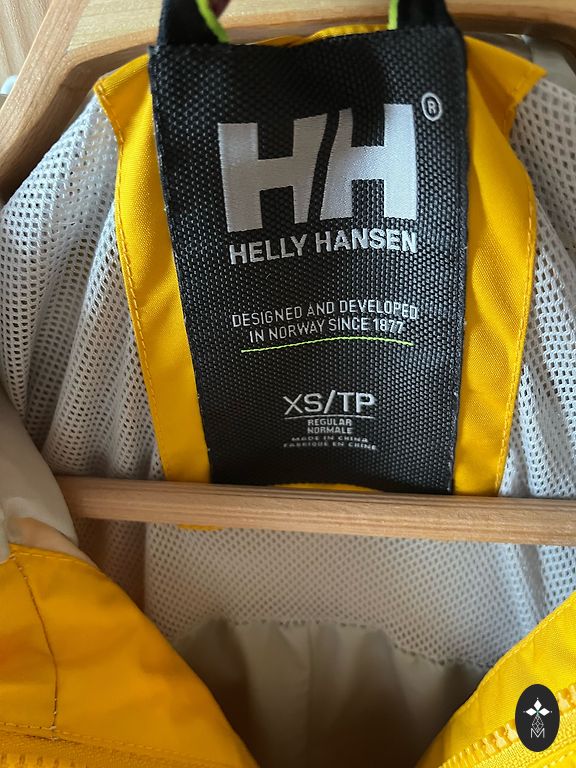 HH®
HELLY HANSEN
DESIGNED AND DEVELOPED
IN NORWAY SINCE 1877
XS/TP
REGULAR
NORMALE
MADE IN CHINA
FABRIQUÉ EN CHINE
M